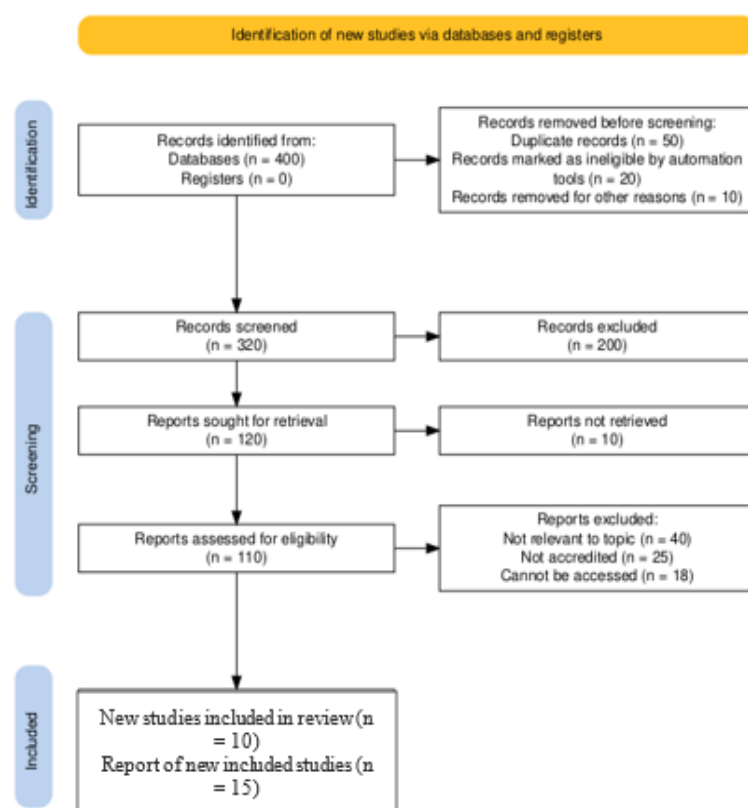 Identification of new studies via databases and registers
Identification
Records identified from:
Databases (n = 400)
Registers (n = 0)
Records removed before screening:
Duplicate records (n = 50)
Records marked as ineligible by automation
tools (n = 20)
Records removed for other reasons (n = 10)
Screening
Records screened
(n = 320)
Records excluded
(n = 200)
Reports sought for retrieval
(n = 120)
Reports not retrieved
(n = 10)
Reports assessed for eligibility
(n = 110)
Reports excluded:
Not relevant to topic (n = 40)
Not accredited (n = 25)
Cannot be accessed (n = 18)
Included
New studies included in review (n
= 10)
Report of new included studies (n
= 15)